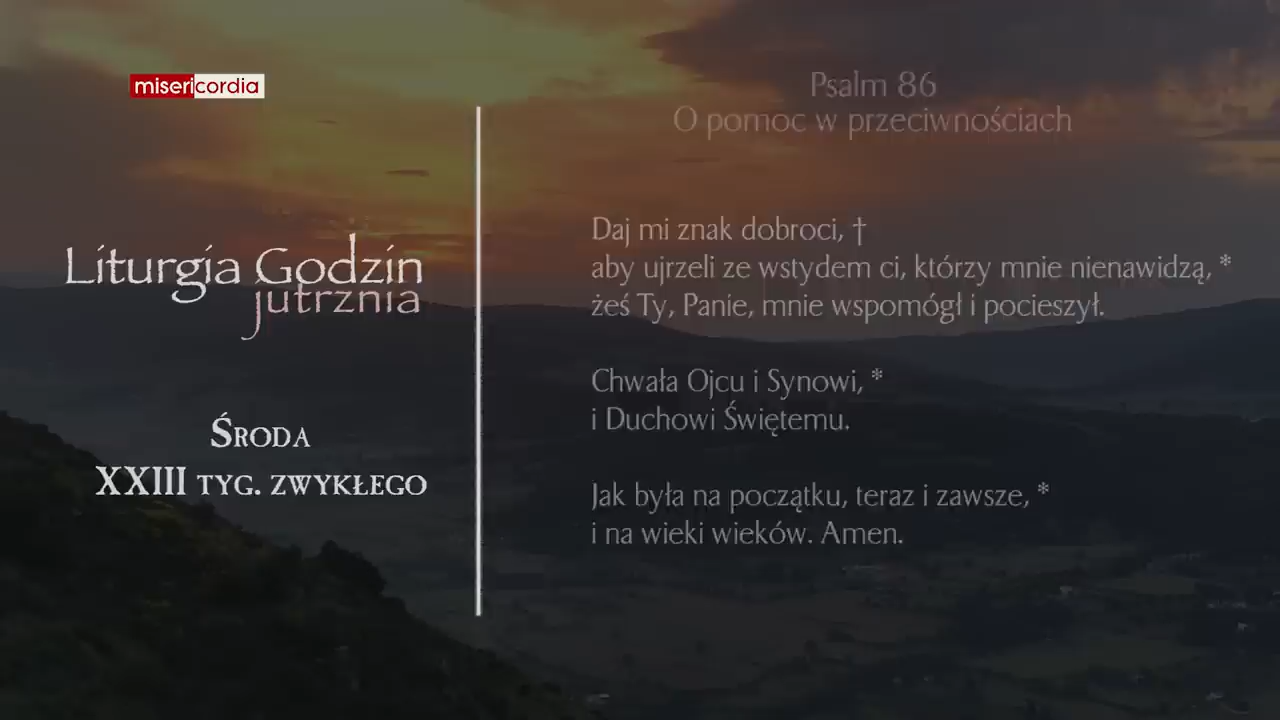 misericordia
Liturgia Godzin
jutrznia
Środa
XXIII tyg. zwykłego
Psalm 86
O pomoc w przeciwnościach
Daj mi znak dobroci, †
aby ujrzeli ze wstydem ci, którzy mnie nienawidzą, *
żeś Ty, Panie, mnie wspomógł i pocieszył.
Chwała Ojcu i Synowi, *
i Duchowi Świętemu.
Jak była na początku, teraz i zawsze, *
i na wieki wieków. Amen.